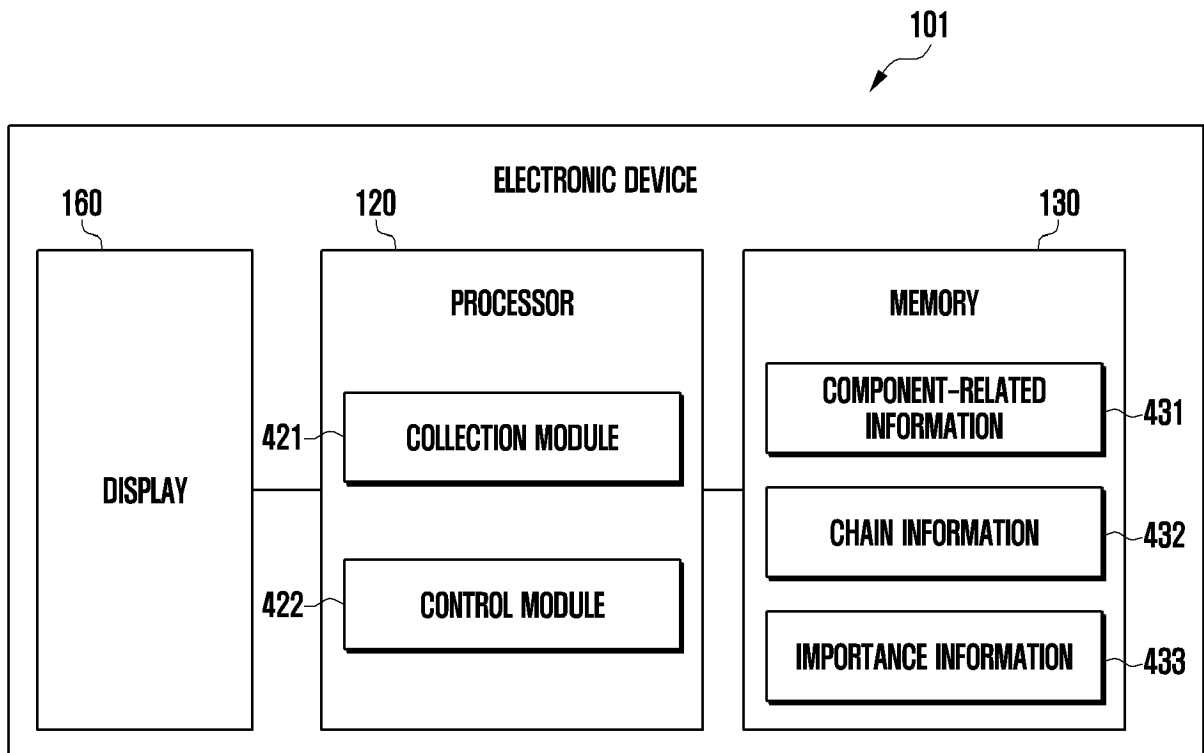 101
ELECTRONIC DEVICE
160
120
130
DISPLAY
PROCESSOR
421
COLLECTION MODULE
422
CONTROL MODULE
MEMORY
COMPONENT-RELATED
INFORMATION
431
CHAIN INFORMATION
432
IMPORTANCE INFORMATION
433